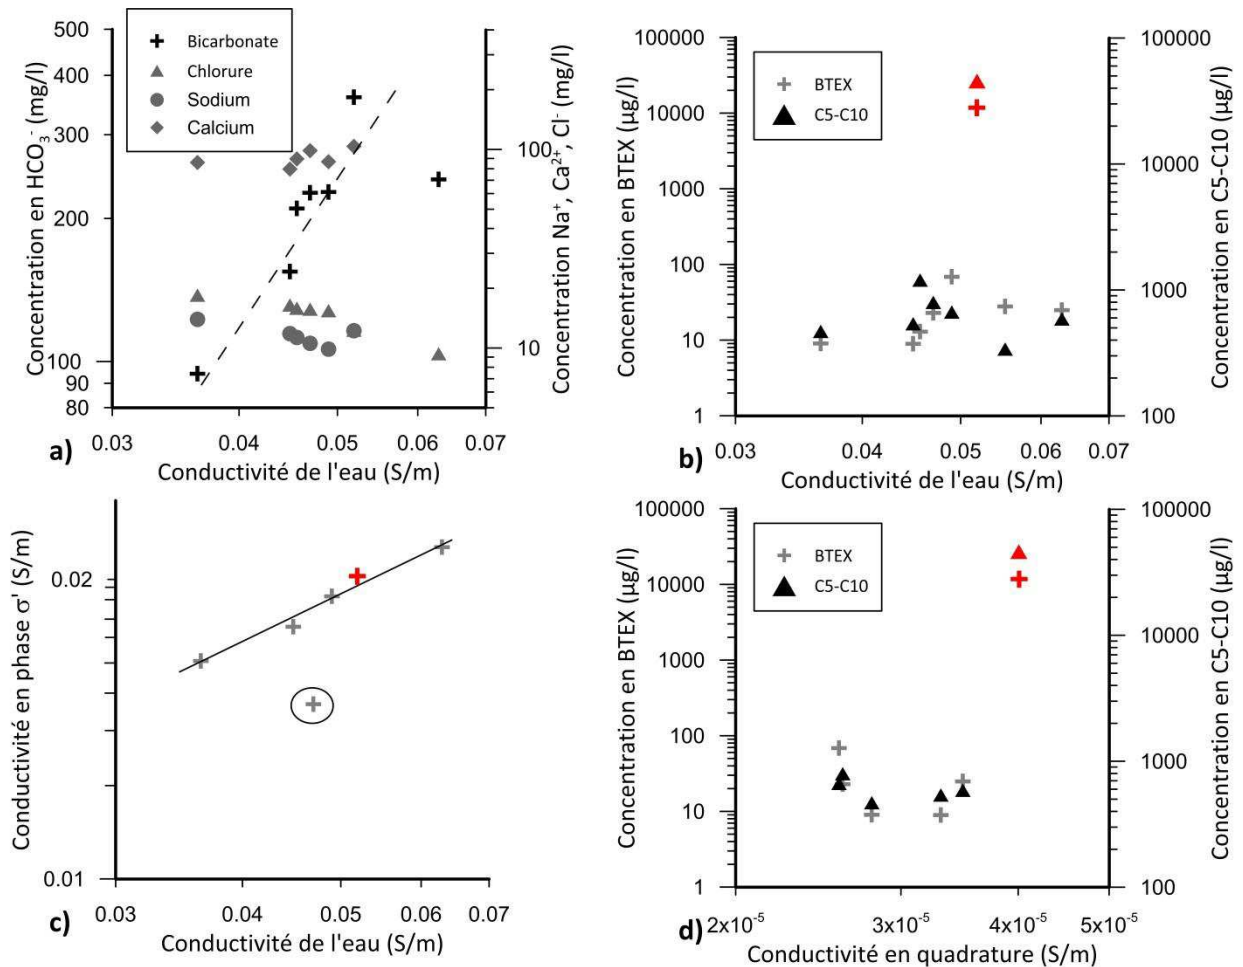 Bicarbonate
Chlorure
Sodium
Calcium
Concentration en HCO₃⁻ (mg/l)
500
400
300
200
100
90
80
Concentration Na⁺, Ca²⁺, Cl⁻ (mg/l)
100
10
0.03 0.04 0.05 0.06 0.07
a)
Conductivité de l'eau (S/m)
BTEX
C5-C10
Concentration en BTEX (µg/l)
100000
10000
1000
100
10
1
Concentration en C5-C10 (µg/l)
100000
10000
1000
100
0.03 0.04 0.05 0.06 0.07
b)
Conductivité de l'eau (S/m)
Conductivité en phase σ' (S/m)
0.02
0.01
0.03 0.04 0.05 0.06 0.07
c)
Conductivité de l'eau (S/m)
BTEX
C5-C10
Concentration en BTEX (µg/l)
100000
10000
1000
100
10
1
Concentration en C5-C10 (µg/l)
100000
10000
1000
100
2x10⁻⁵ 3x10⁻⁵ 4x10⁻⁵ 5x10⁻⁵
d)
Conductivité en quadrature (S/m)